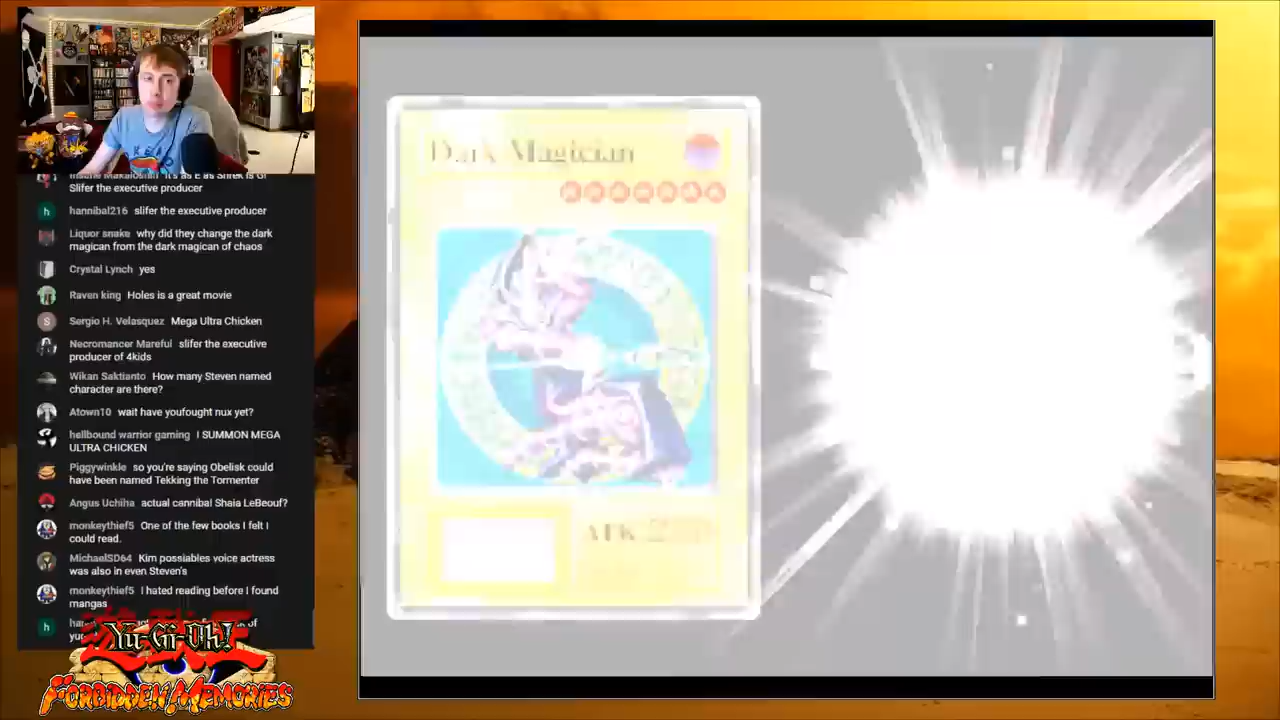 Slifer the executive producer
hannibal216 slifer the executive producer
Liquor snake why did they change the dark
magican from the dark magican of chaos
Crystal Lynch yes
Raven king Holes is a great movie
Sergio H. Velasquez Mega Ultra Chicken
Necromancer Mareful slifer the executive
producer of 4kids
Wikan Saktianto How many Steven named
character are there?
Atown10 wait have youfought nux yet?
hellbound warrior gaming I SUMMON MEGA
ULTRA CHICKEN
Piggywinkle so you're saying Obelisk could
have been named Tekking the Tormenter
Angus Uchiha actual cannibal Shaia LeBeouf?
monkeythief5 One of the few books I felt I
could read.
MichaelSD64 Kim possiables voice actress
was also in even Steven's
monkeythief5 I hated reading before I found
mangas
Yu-Gi-Oh!
Forbidden Memories
Dark Magician
ATK